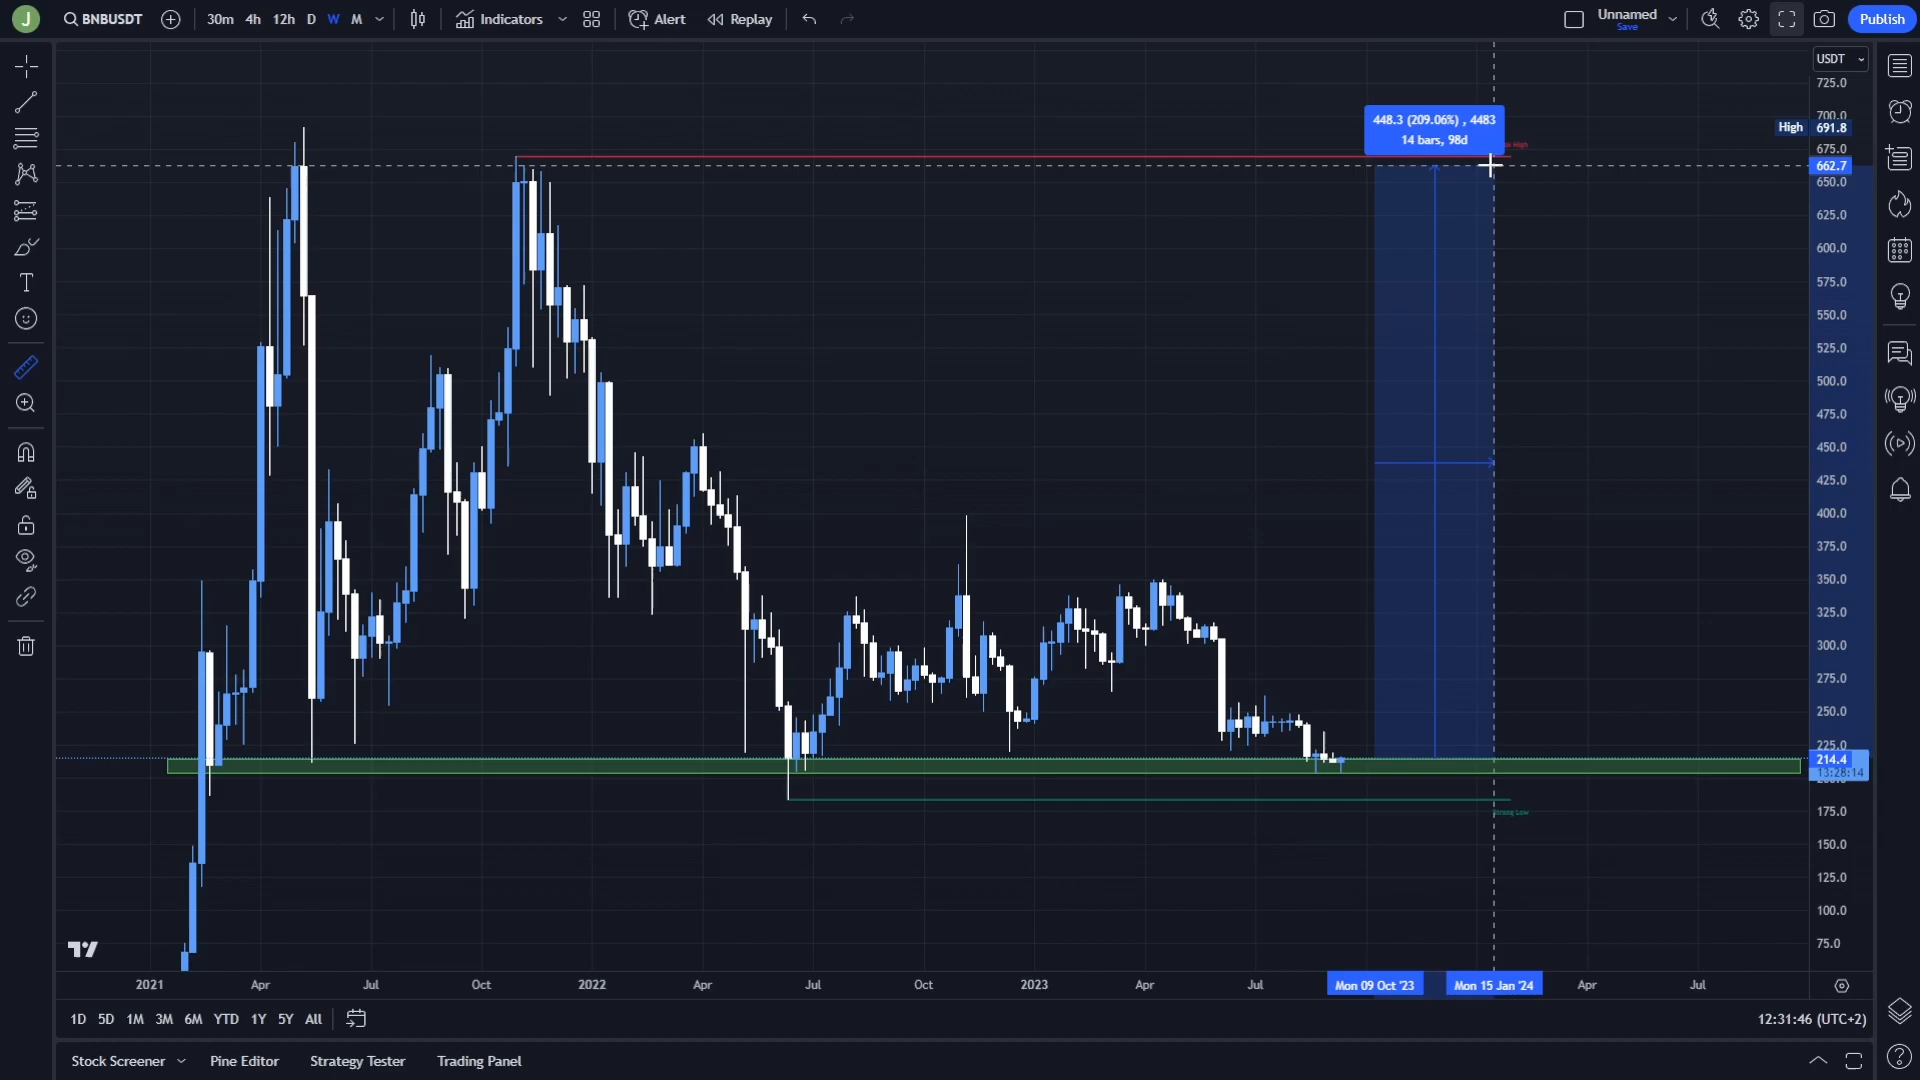 J
BNBUSDT
30m 4h 12h D W M
Indicators
Alert
Replay
Unnamed
Save
Publish
USDT
448.3 (209.06%) , 4483
14 bars, 98d
High
High 691.8
725.0
700.0
675.0
662.7
650.0
625.0
600.0
575.0
550.0
525.0
500.0
475.0
450.0
425.0
400.0
375.0
350.0
325.0
300.0
275.0
250.0
225.0
214.4
13:28:14
175.0
150.0
125.0
100.0
75.0
Strong Low
2021 Apr Jul Oct 2022 Apr Jul Oct 2023 Apr Jul Mon 09 Oct '23 Mon 15 Jan '24 Apr Jul
1D 5D 1M 3M 6M YTD 1Y 5Y All
12:31:46 (UTC+2)
Stock Screener Pine Editor Strategy Tester Trading Panel